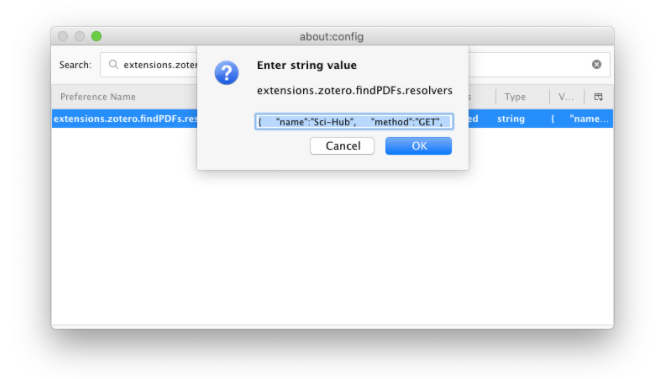 about:config
Search: extensions.zoter
Enter string value
extensions.zotero.findPDFs.resolvers
Preference Name Type V...
extensions.zotero.findPDFs.res ed string { "name...
{ "name":"Sci-Hub", "method":"GET",
Cancel OK